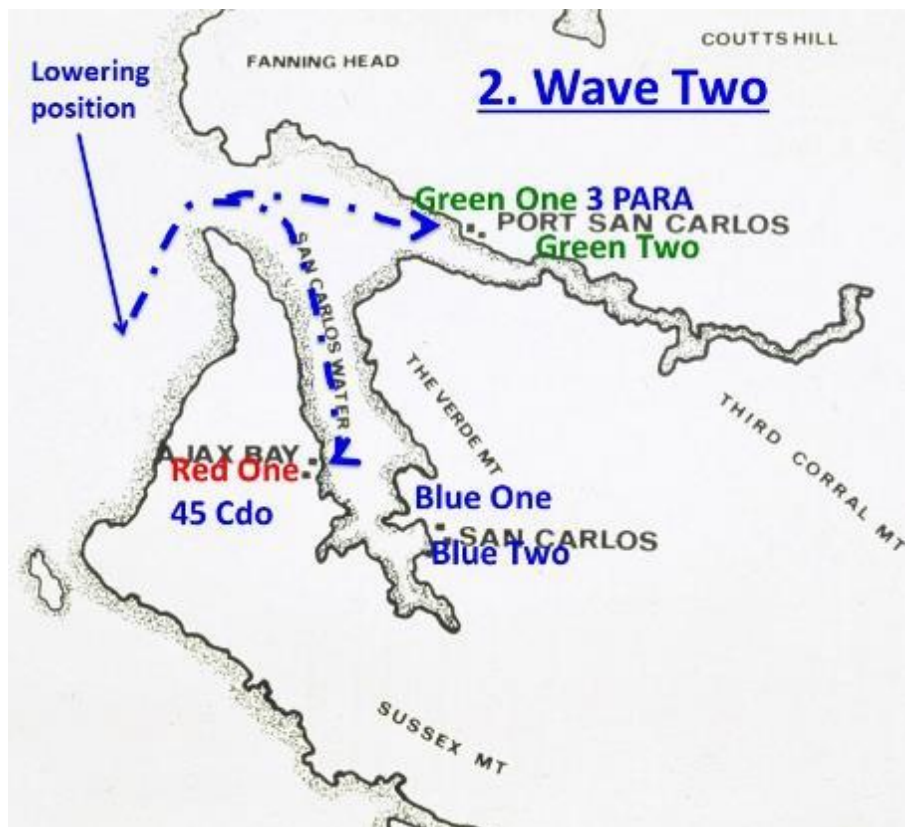 FANNING HEAD
COUTTS HILL
Lowering
position
2. Wave Two
Green One 3 PARA
PORT SAN CARLOS
Green Two
SAN CARLOS WATER
THE VERDE MT
THIRD CORRAL MT
AJAX BAY
Red One
45 Cdo
Blue One
SAN CARLOS
Blue Two
SUSSEX MT